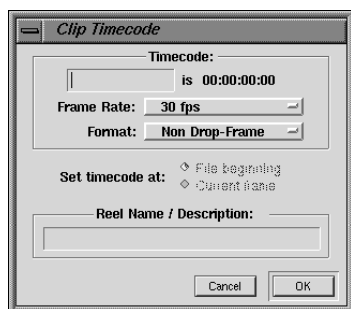 Clip Timecode
Timecode:
is 00:00:00:00
Frame Rate: 30 fps
Format: Non Drop-Frame
Set timecode at: File beginning
Current frame
Reel Name / Description:
Cancel OK